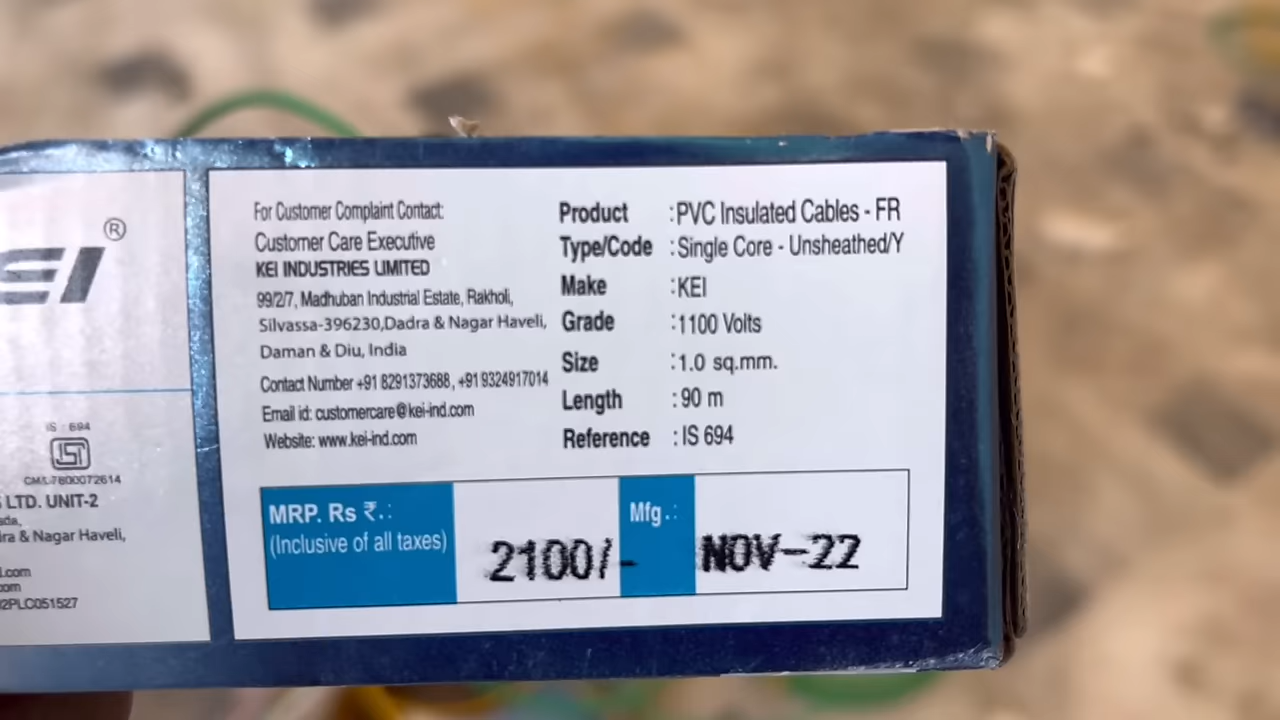 EI®
IS : 694
CM/L-7800072614
LTD. UNIT-2
& Nagar Haveli,
.com
2PLC051527
For Customer Complaint Contact:
Customer Care Executive
KEI INDUSTRIES LIMITED
99/2/7, Madhuban Industrial Estate, Rakholi,
Silvassa-396230,Dadra & Nagar Haveli,
Daman & Diu, India
Contact Number +91 8291373688, +91 9324917014
Email id: customercare@kei-ind.com
Website: www.kei-ind.com
Product : PVC Insulated Cables - FR
Type/Code : Single Core - Unsheathed/Y
Make : KEI
Grade : 1100 Volts
Size : 1.0 sq.mm.
Length : 90 m
Reference : IS 694
MRP. Rs ₹.:
(Inclusive of all taxes)
2100/-
Mfg.:
NOV-22